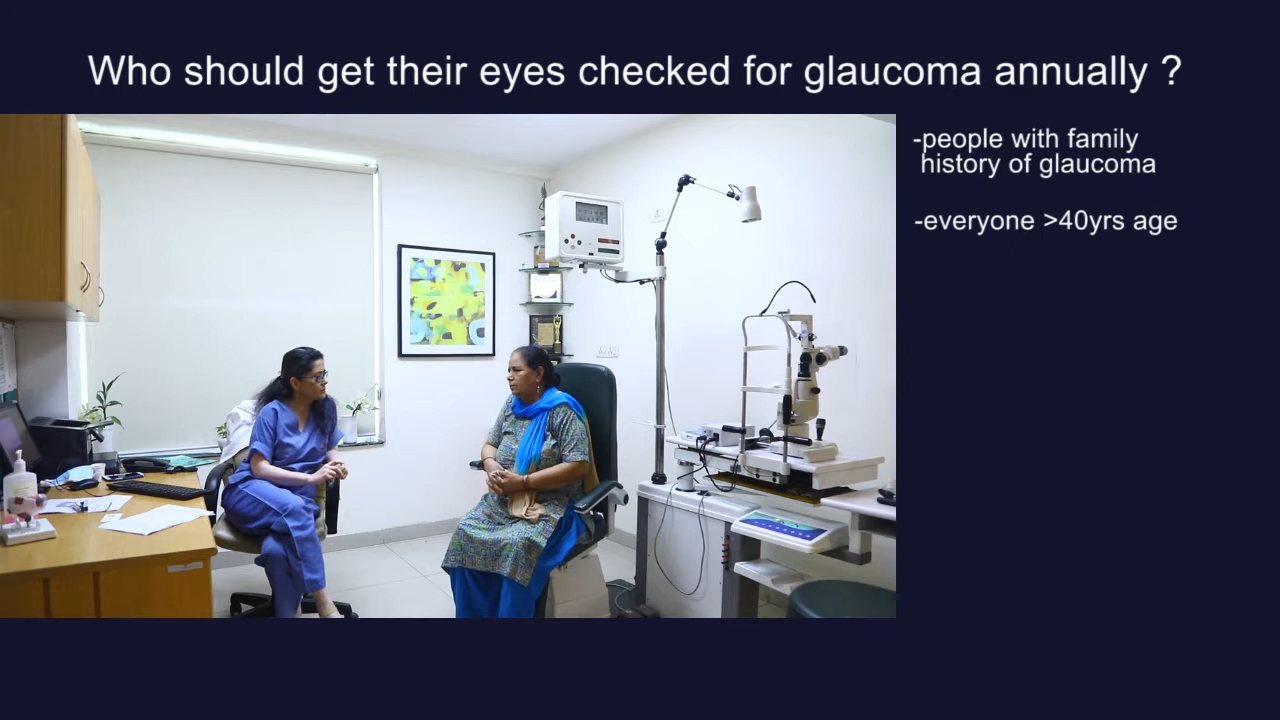 Who should get their eyes checked for glaucoma annually ?
-people with family
history of glaucoma
-everyone >40yrs age